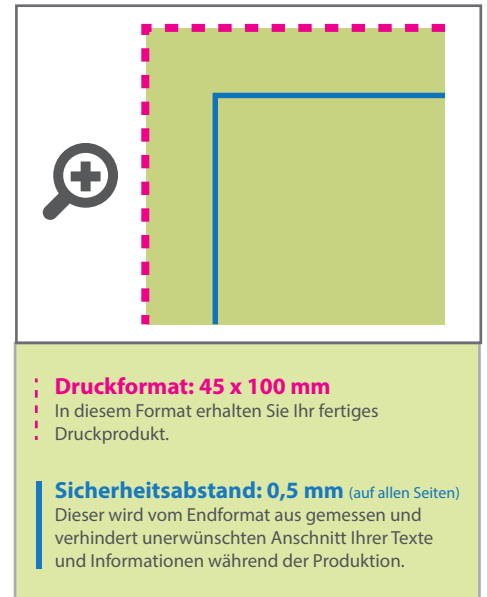 Druckformat: 45 x 100 mm
In diesem Format erhalten Sie Ihr fertiges
Druckprodukt.
Sicherheitsabstand: 0,5 mm (auf allen Seiten)
Dieser wird vom Endformat aus gemessen und
verhindert unerwünschten Anschnitt Ihrer Texte
und Informationen während der Produktion.